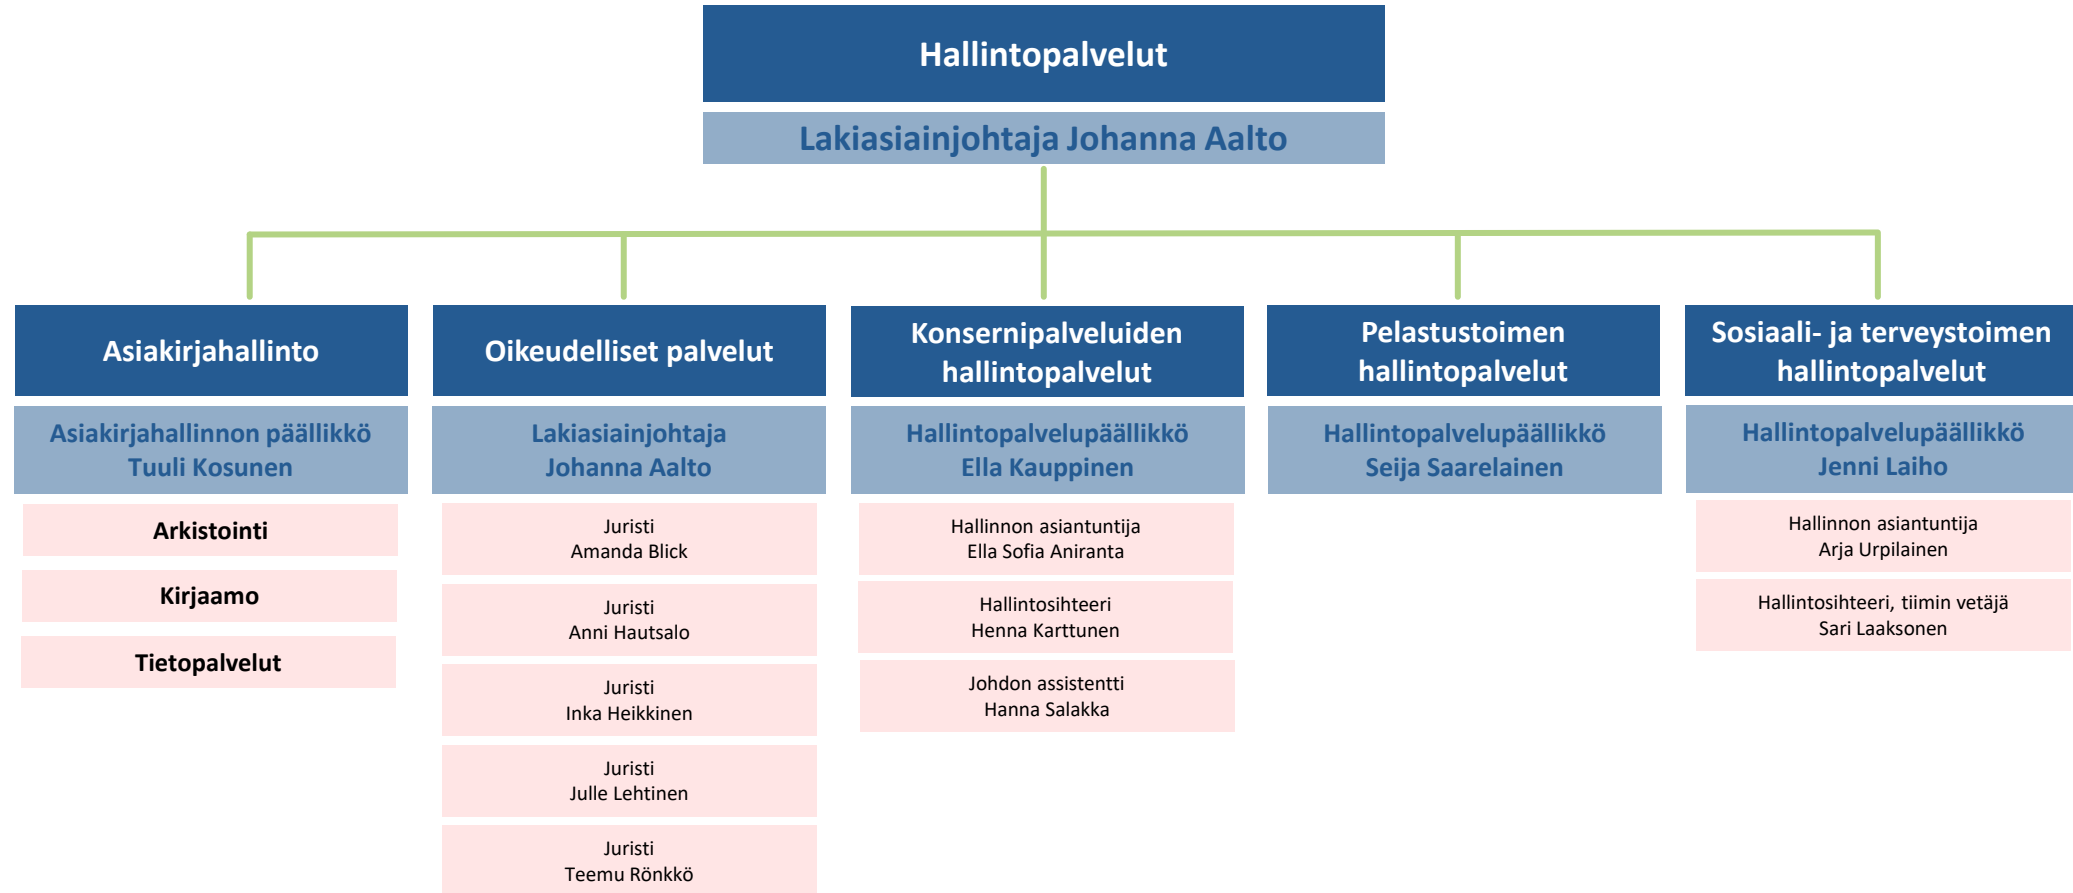 Hallintopalvelut
Lakiasiainjohtaja Johanna Aalto
Asiakirjahallinto
Asiakirjahallinnon päällikkö
Tuuli Kosunen
Arkistointi
Kirjaamo
Tietopalvelut
Oikeudelliset palvelut
Lakiasiainjohtaja
Johanna Aalto
Juristi
Amanda Blick
Juristi
Anni Hautsalo
Juristi
Inka Heikkinen
Juristi
Julle Lehtinen
Juristi
Teemu Rönkkö
Konsernipalveluiden
hallintopalvelut
Hallintopalvelupäällikkö
Ella Kauppinen
Hallinnon asiantuntija
Ella Sofia Aniranta
Hallintosihteeri
Henna Karttunen
Johdon assistentti
Hanna Salakka
Pelastustoimen
hallintopalvelut
Hallintopalvelupäällikkö
Seija Saarelainen
Sosiaali- ja terveystoimen
hallintopalvelut
Hallintopalvelupäällikkö
Jenni Laiho
Hallinnon asiantuntija
Arja Urpilainen
Hallintosihteeri, tiimin vetäjä
Sari Laaksonen